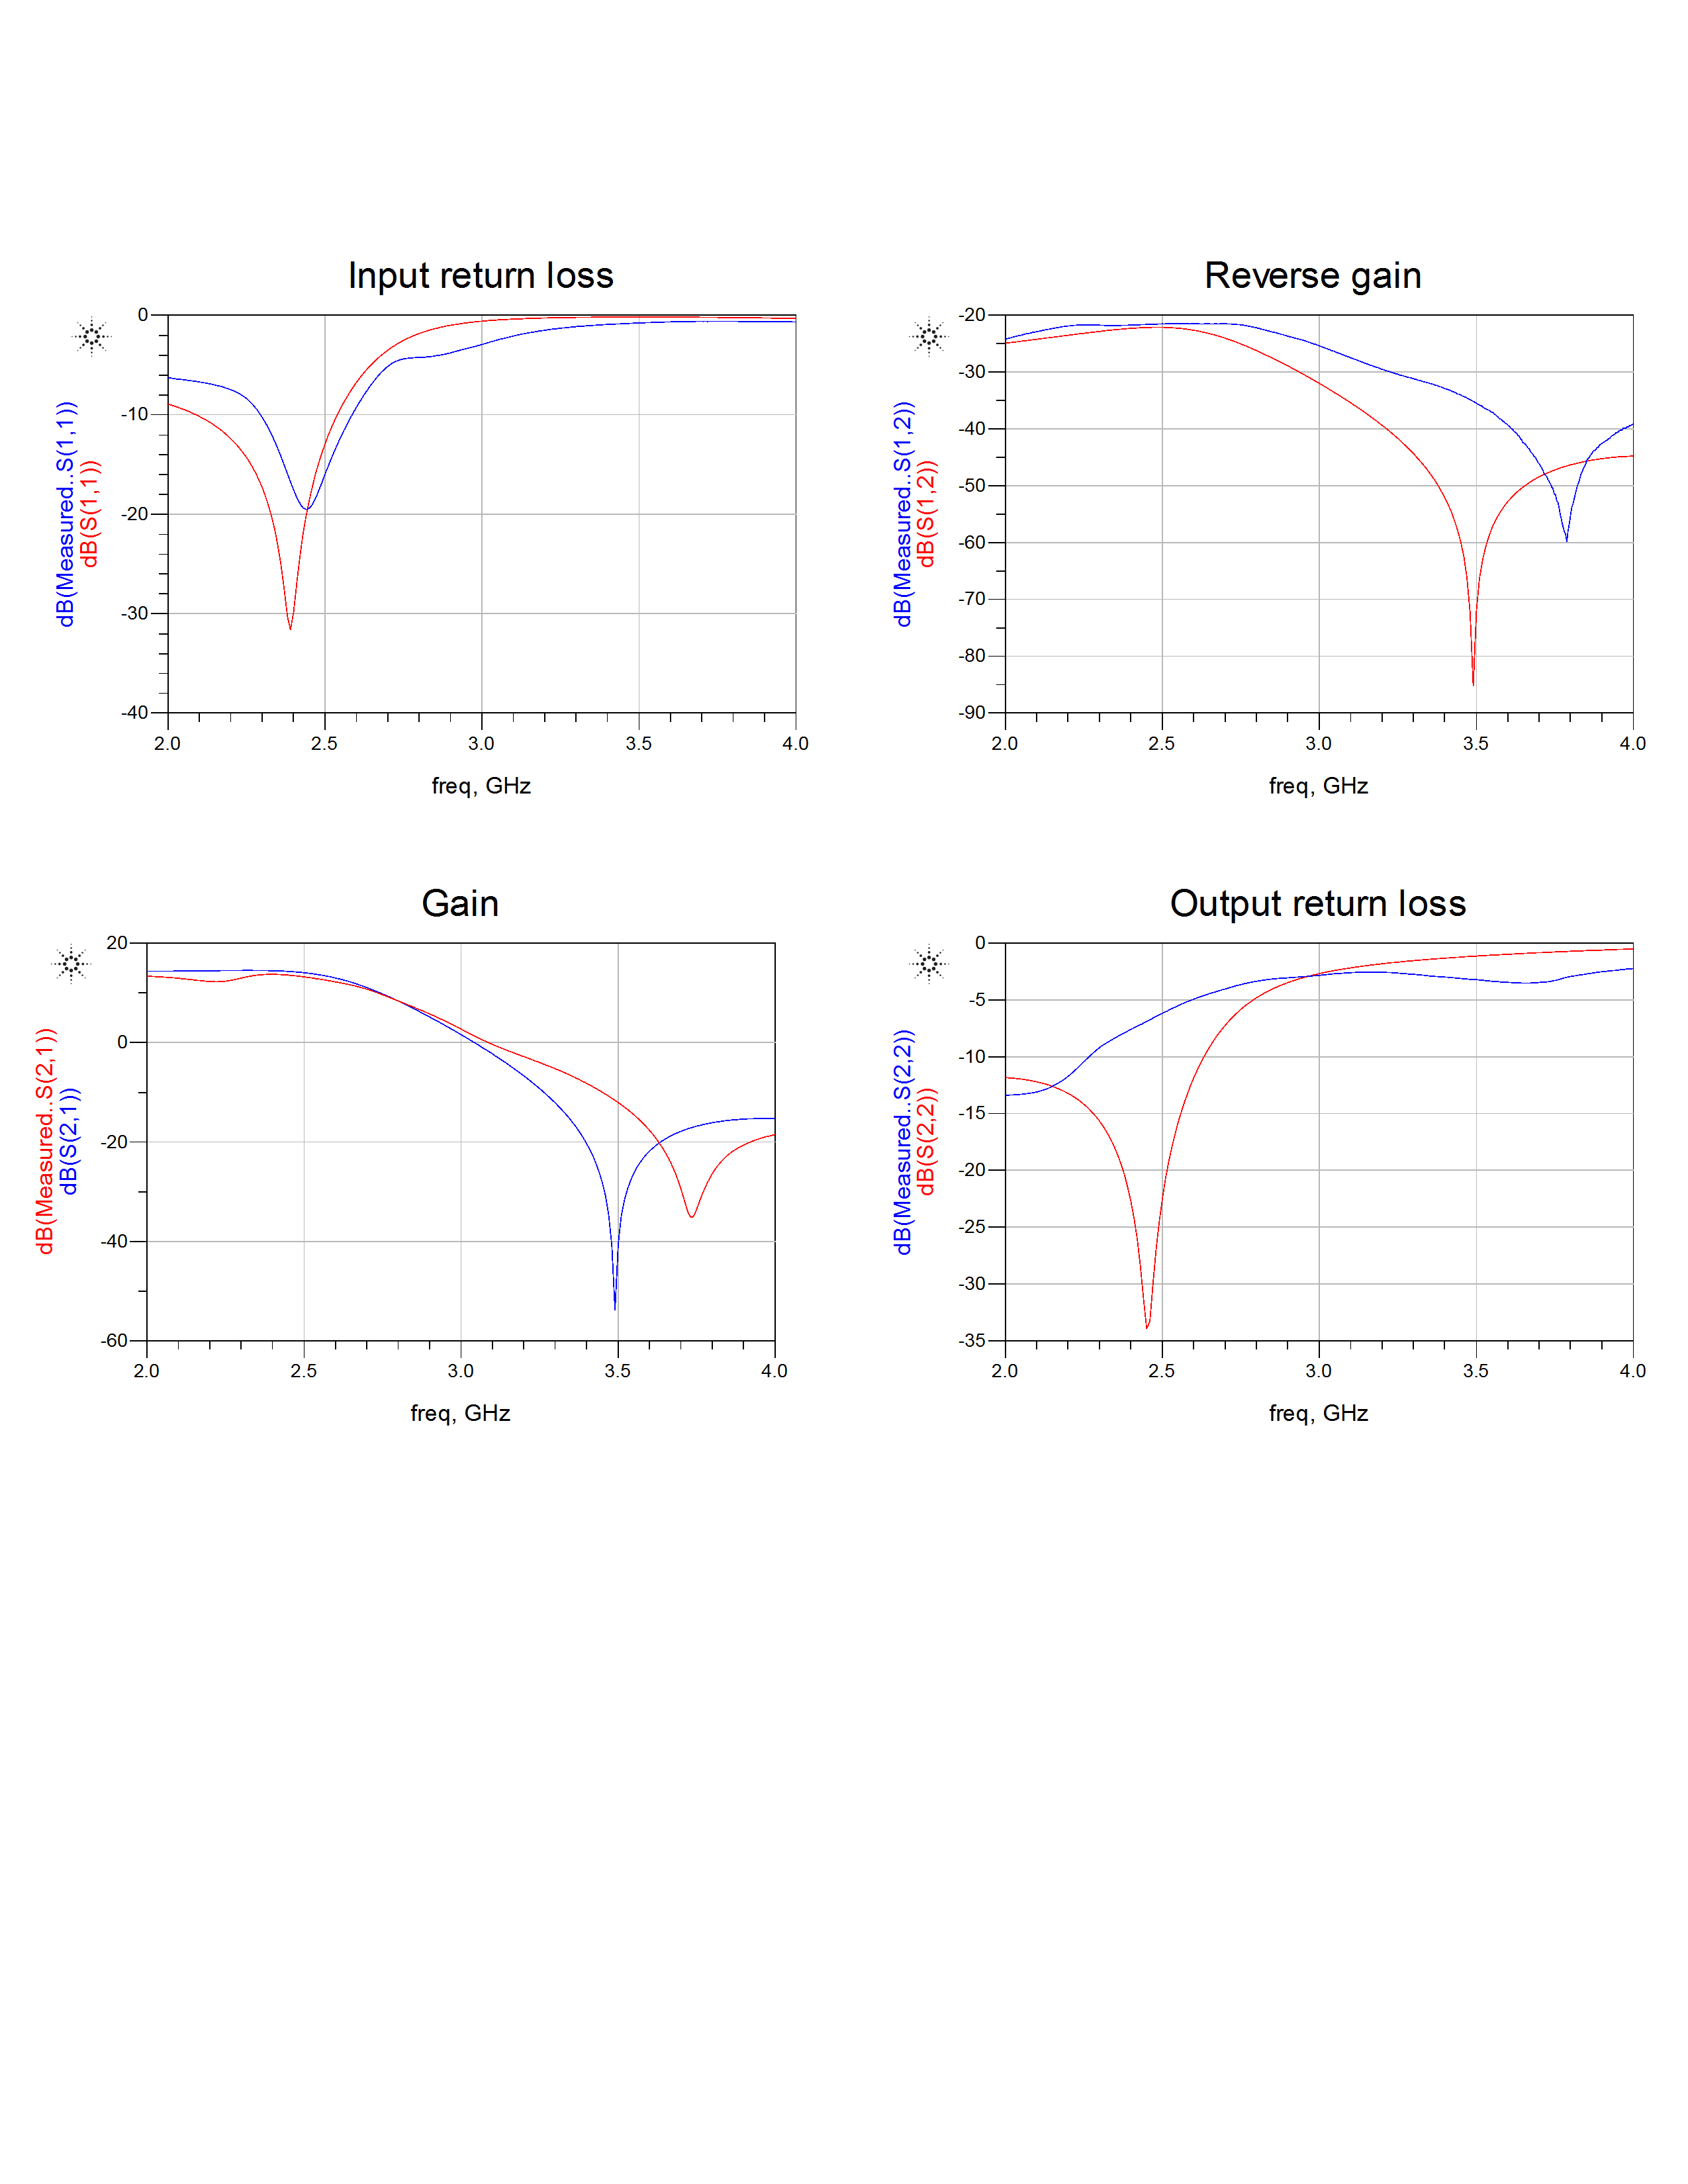 Input return loss
0
-10
-20
-30
-40
2.0 2.5 3.0 3.5 4.0
freq, GHz
dB(Measured..S(1,1))
dB(S(1,1))
Reverse gain
-20
-30
-40
-50
-60
-70
-80
-90
2.0 2.5 3.0 3.5 4.0
freq, GHz
dB(Measured..S(1,2))
dB(S(1,2))
Gain
20
0
-20
-40
-60
2.0 2.5 3.0 3.5 4.0
freq, GHz
dB(Measured..S(2,1))
dB(S(2,1))
Output return loss
0
-5
-10
-15
-20
-25
-30
-35
2.0 2.5 3.0 3.5 4.0
freq, GHz
dB(Measured..S(2,2))
dB(S(2,2))